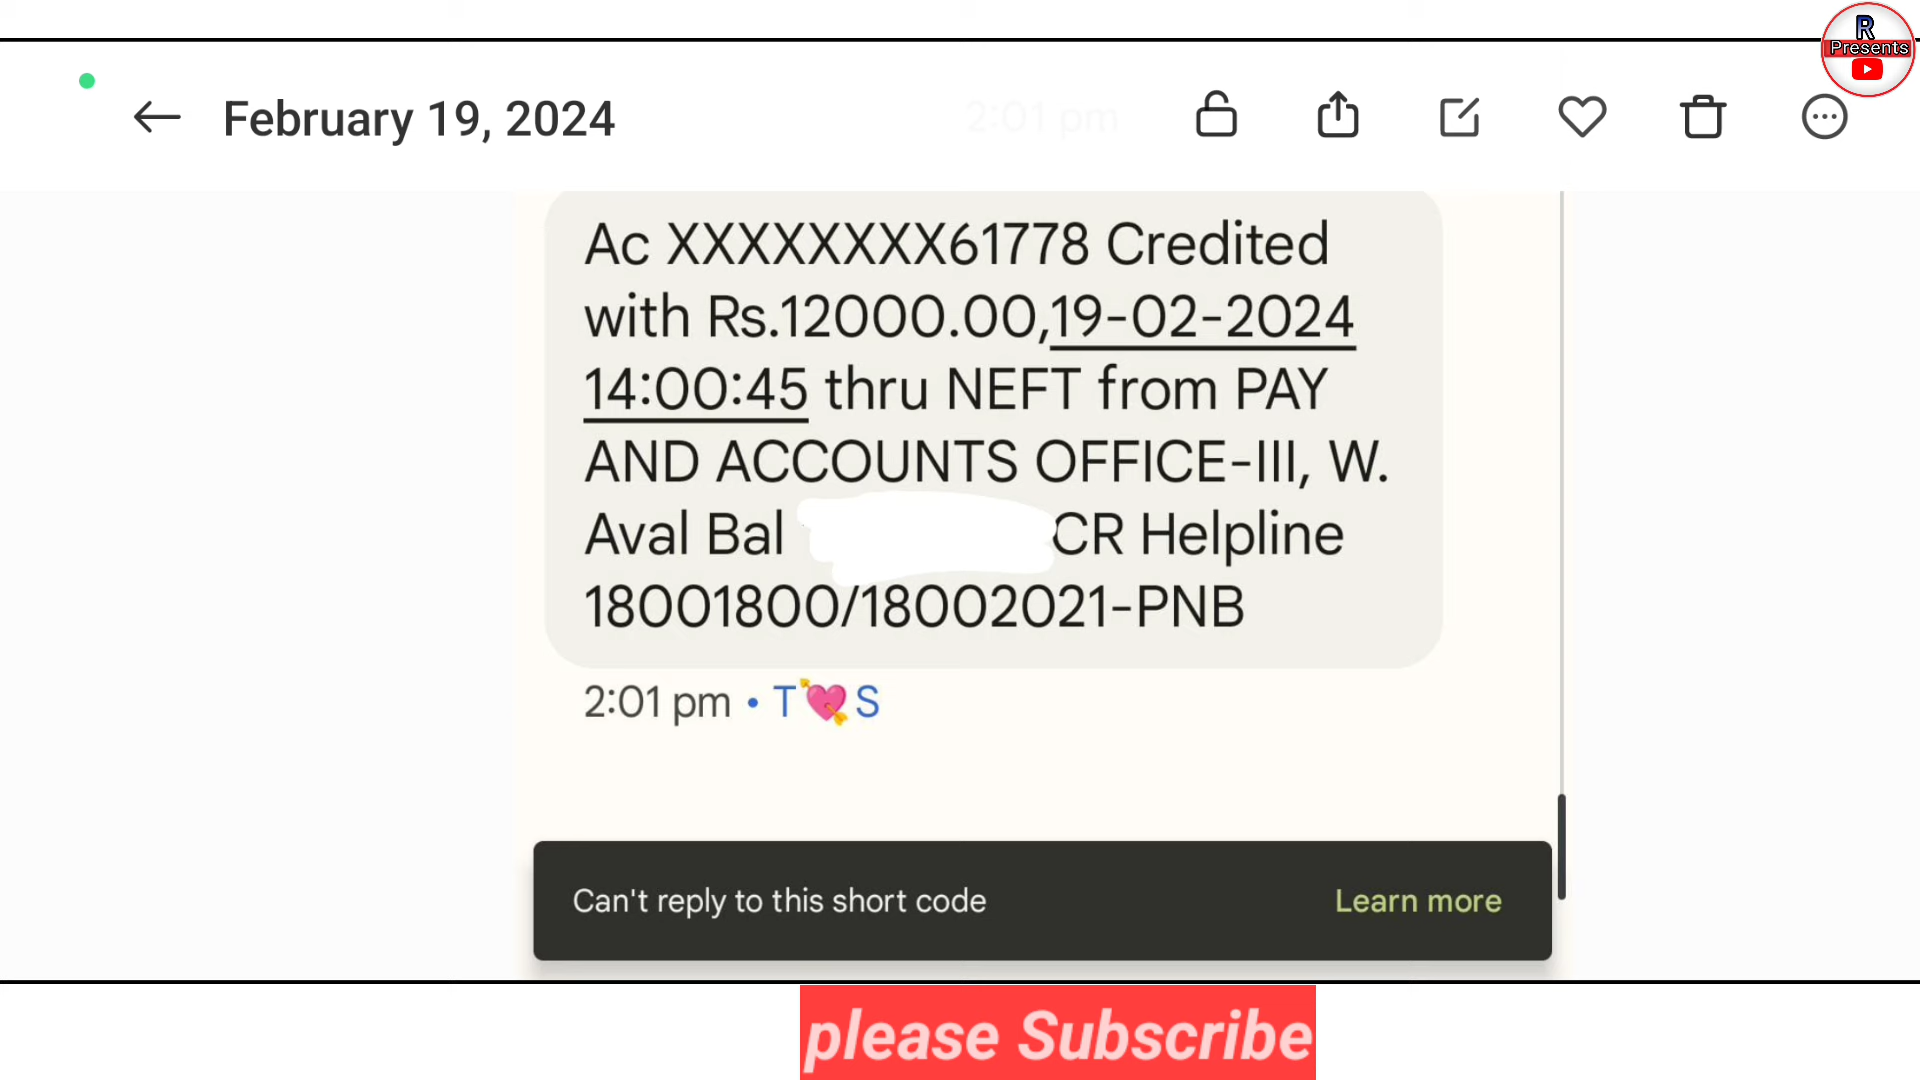 R
Presents
February 19, 2024
2:01 pm
Ac XXXXXXXX61778 Credited
with Rs.12000.00,19-02-2024
14:00:45 thru NEFT from PAY
AND ACCOUNTS OFFICE-III, W.
Aval Bal CR Helpline
18001800/18002021-PNB
2:01 pm • T💘S
Can't reply to this short code Learn more
please Subscribe